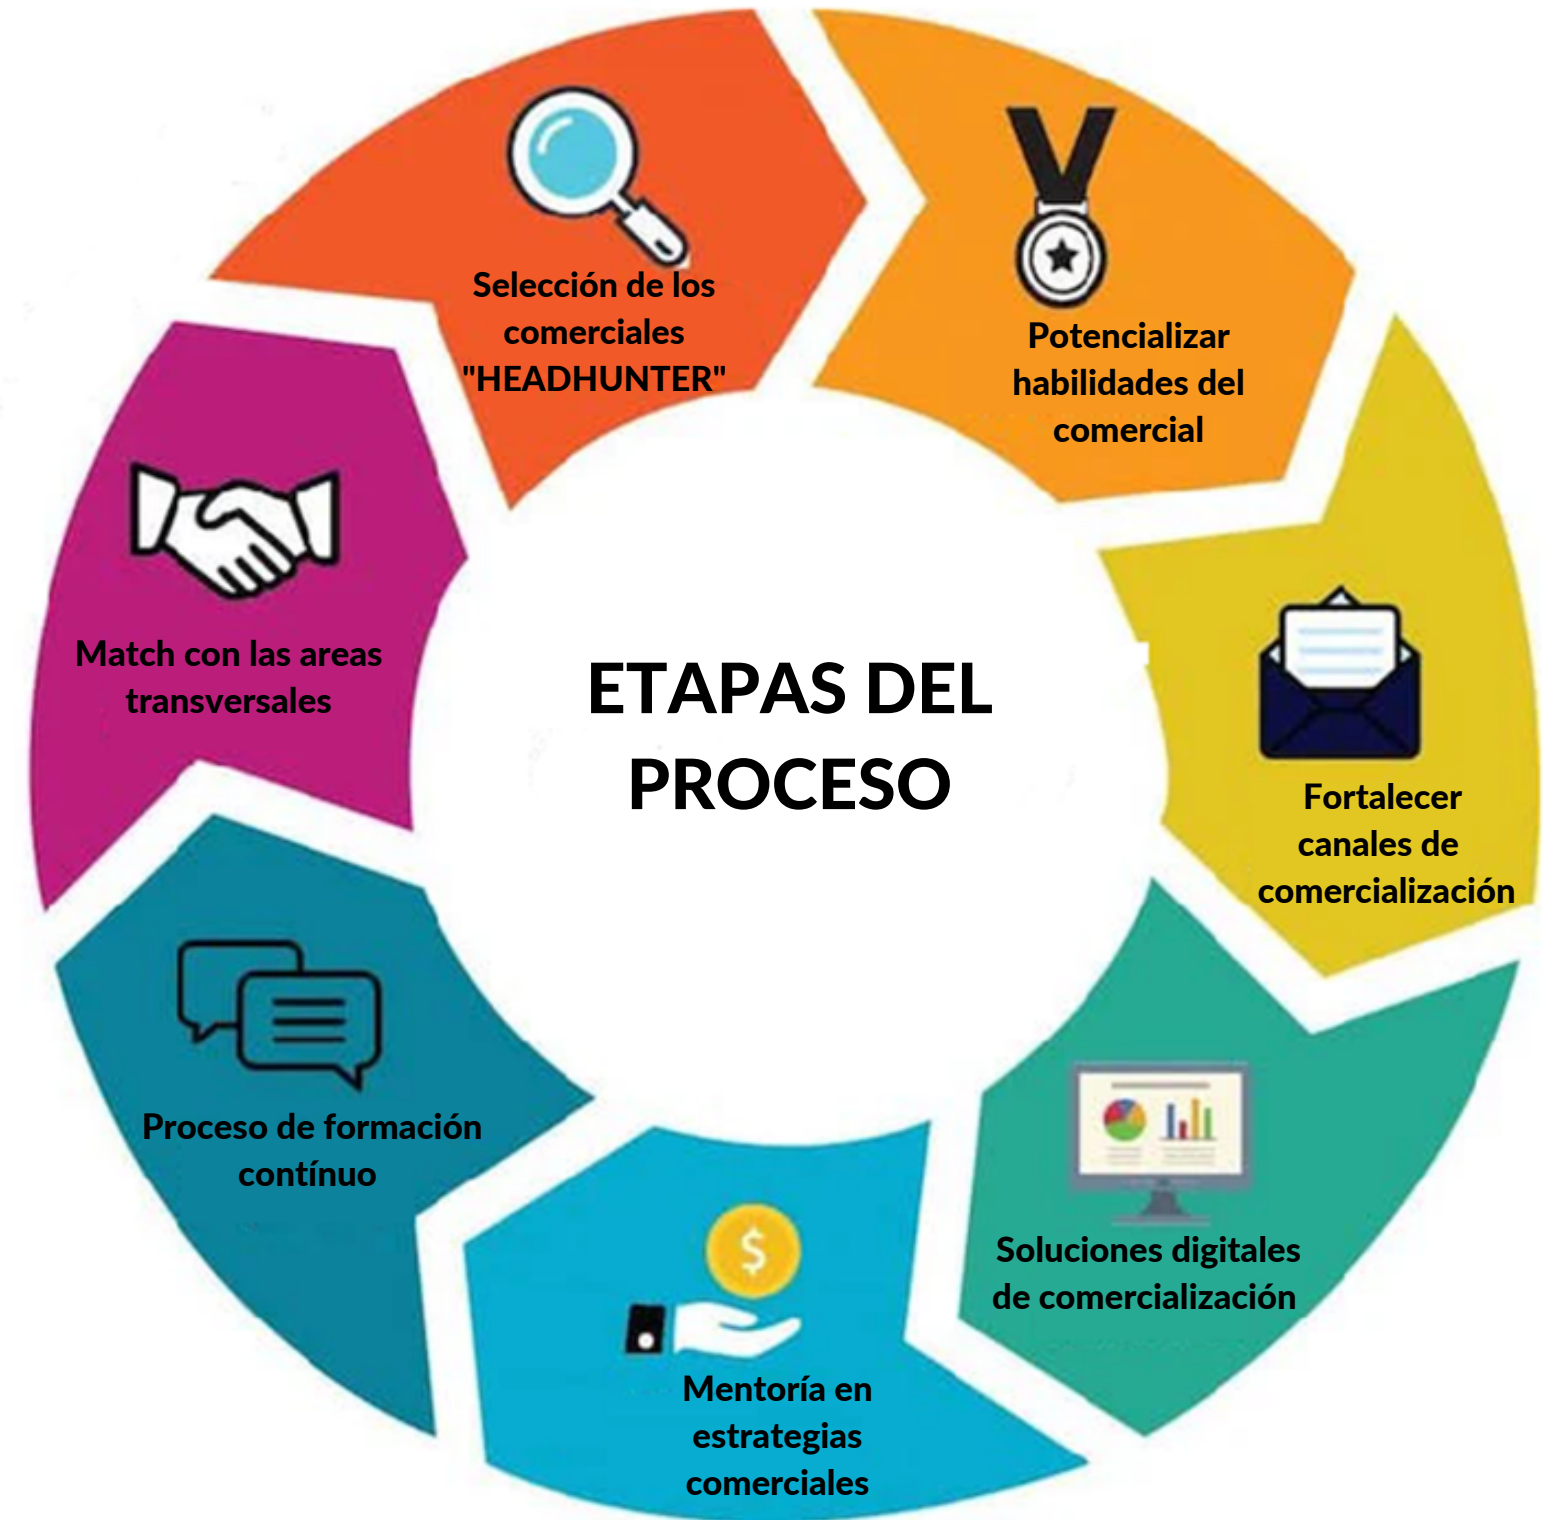 Selección de los
comerciales
"HEADHUNTER"
Potencializar
habilidades del
comercial
Fortalecer
canales de
comercialización
Soluciones digitales
de comercialización
$
Mentoría en
estrategias
comerciales
Proceso de formación
contínuo
Match con las areas
transversales
ETAPAS DEL
PROCESO